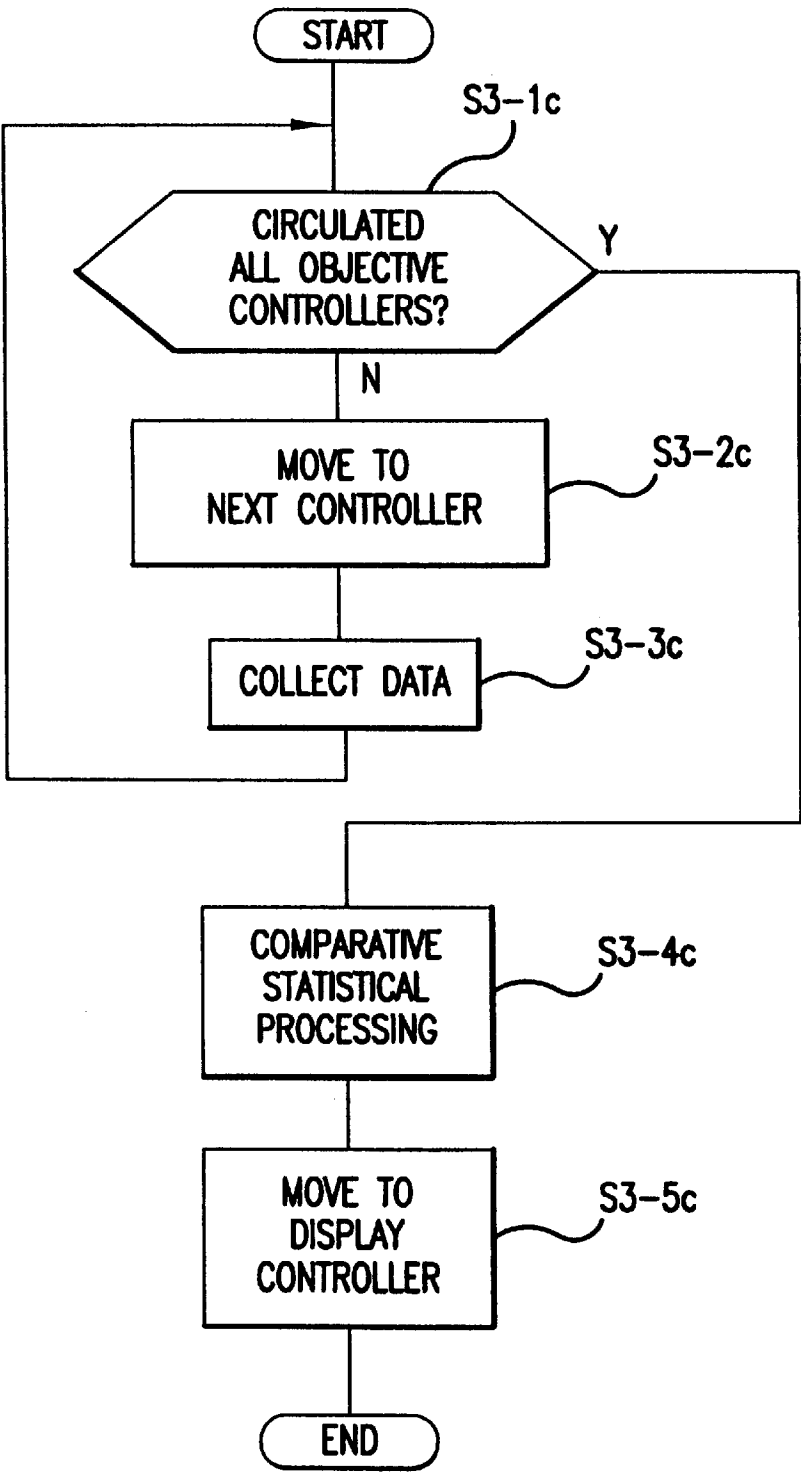 START
S3-1c
CIRCULATED
ALL OBJECTIVE
CONTROLLERS?
Y
N
MOVE TO
NEXT CONTROLLER
S3-2c
COLLECT DATA
S3-3c
COMPARATIVE
STATISTICAL
PROCESSING
S3-4c
MOVE TO
DISPLAY
CONTROLLER
S3-5c
END